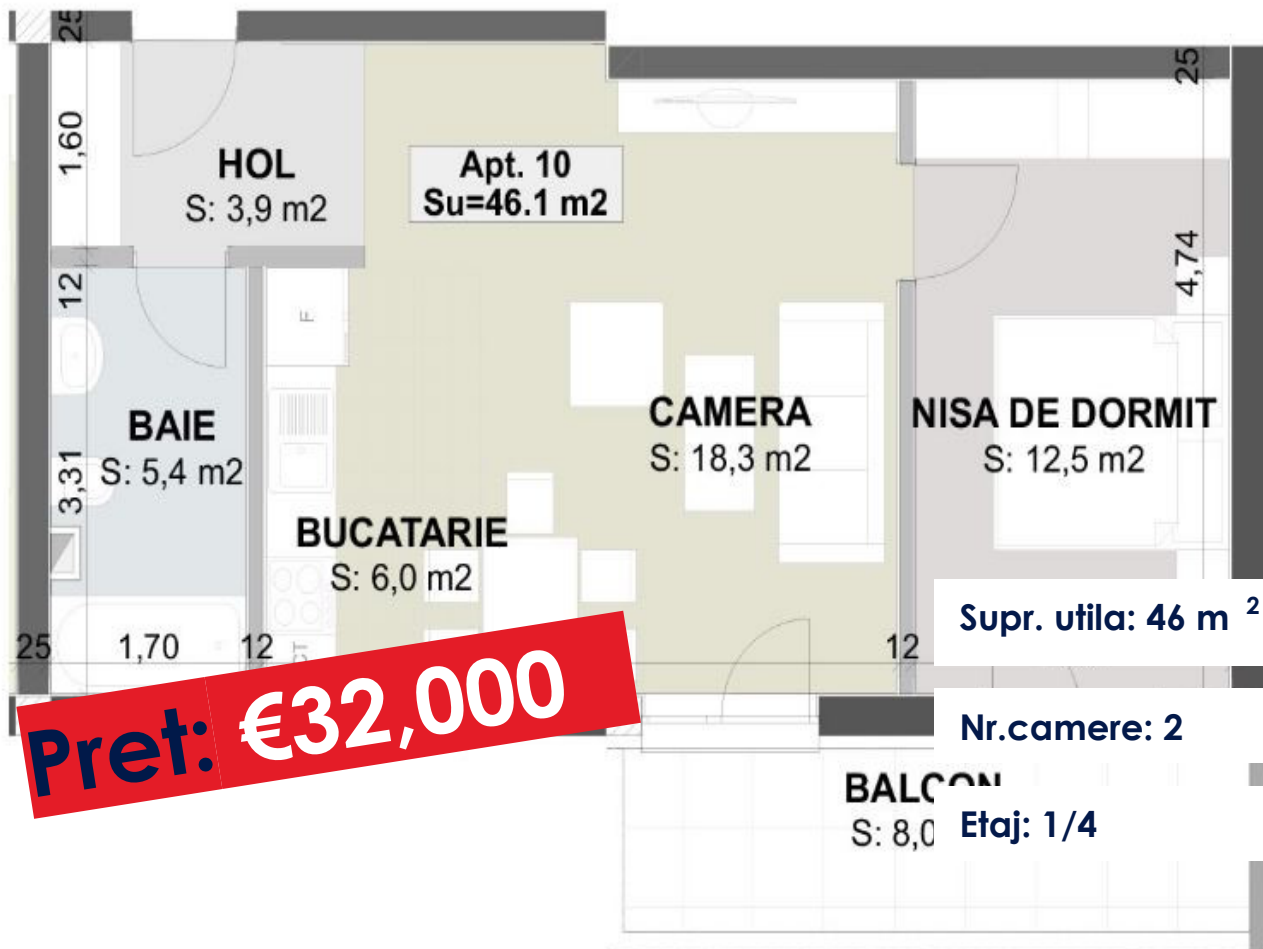 25
25
1,60
HOL
S: 3,9 m2
Apt. 10
Su=46.1 m2
4,74
12
F
BAIE
S: 5,4 m2
3,31
CAMERA
S: 18,3 m2
NISA DE DORMIT
S: 12,5 m2
BUCATARIE
S: 6,0 m2
25
1,70
12
CT
12
Pret: €32,000
Supr. utila: 46 m 2
Nr.camere: 2
BALCON
S: 8,0
Etaj: 1/4